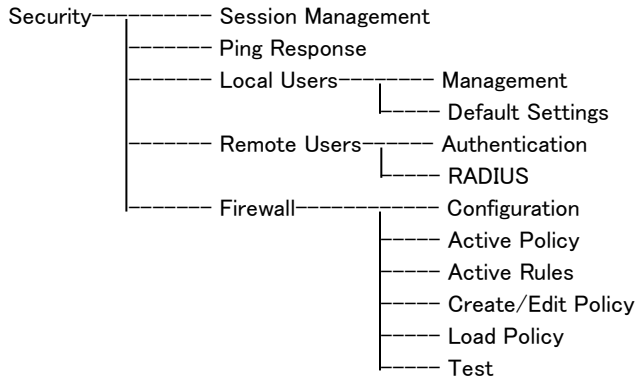 Security Session Management
Ping Response
Local Users Management
Default Settings
Remote Users Authentication
RADIUS
Firewall Configuration
Active Policy
Active Rules
Create/Edit Policy
Load Policy
Test